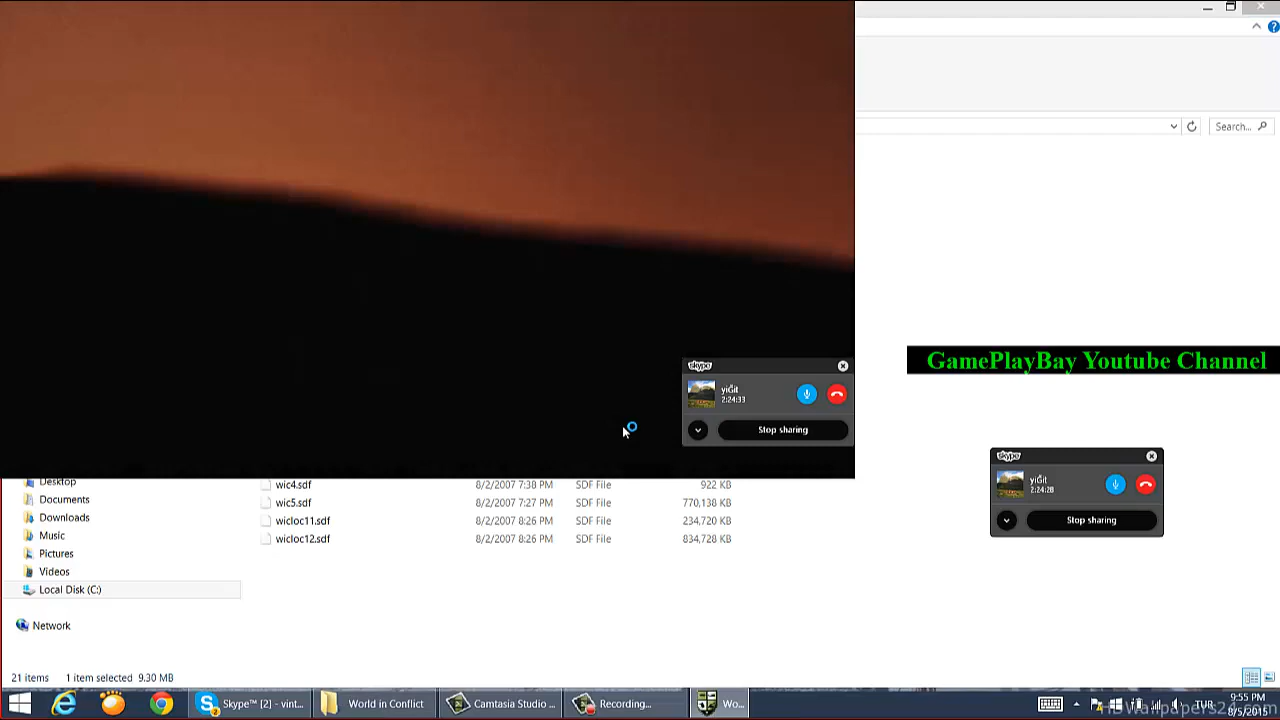 Search...
skype
yiğit
2:24:33
Stop sharing
GamePlayBay Youtube Channel
skype
yiğit
2:24:28
Stop sharing
Desktop
Documents
Downloads
Music
Pictures
Videos
Local Disk (C:)
Network
wic4.sdf 8/2/2007 7:38 PM SDF File 922 KB
wic5.sdf 8/2/2007 7:27 PM SDF File 770,138 KB
wicloc11.sdf 8/2/2007 8:26 PM SDF File 234,720 KB
wicloc12.sdf 8/2/2007 8:26 PM SDF File 834,728 KB
21 items 1 item selected 9.30 MB
Skype™ [2] - vint...
World in Conflict
Camtasia Studio ...
Recording...
Wo...
TUR
9:55 PM
8/5/2015
HDWallpapers24.com